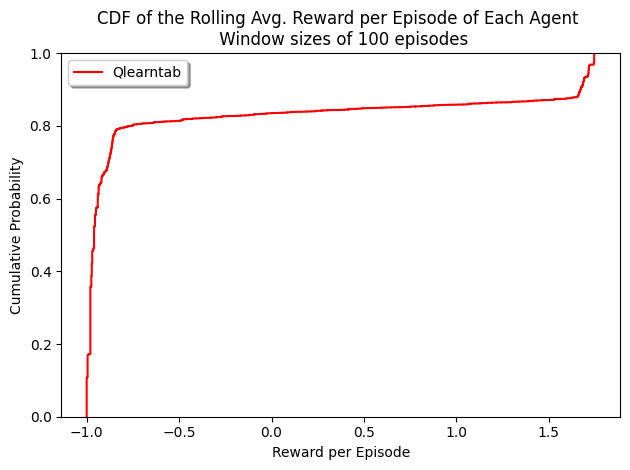 CDF of the Rolling Avg. Reward per Episode of Each Agent
Window sizes of 100 episodes
Qlearntab
1.0
0.8
0.6
0.4
0.2
0.0
Cumulative Probability
−1.0
−0.5
0.0
0.5
1.0
1.5
Reward per Episode